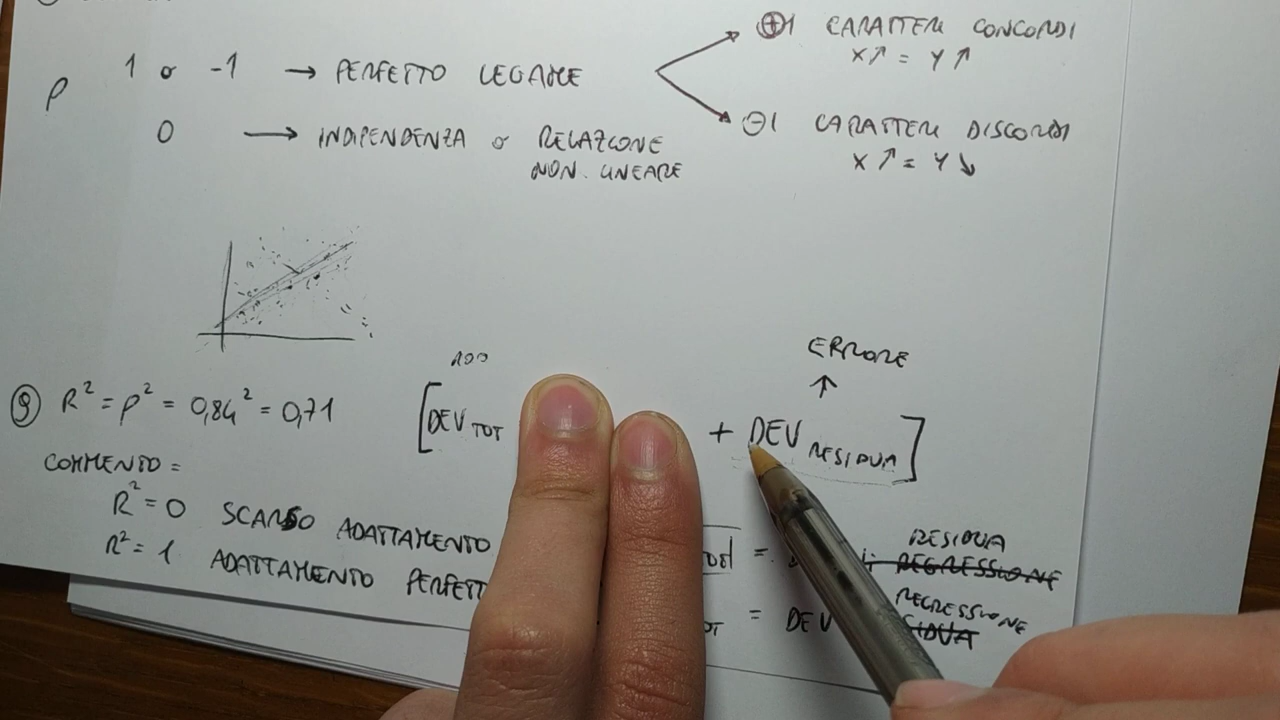 ⊕1 CARATTERI CONCORDI
X↗ = Y↗
ρ 1 o -1 → PERFETTO LEGAME
0 → INDIPENDENZA o RELAZIONE NON LINEARE
⊖1 CARATTERI DISCORDI
X↗ = Y↘
ERRORE
↑
100
9 R² = ρ² = 0,84² = 0,71
[DEV TOT + DEV RESIDUA]
COMMENTO =
R² = 0 SCARSO ADATTAMENTO
R² = 1 ADATTAMENTO PERFETT
RESIDUA
= REGRESSIONE
REGRESSIONE
= DEV